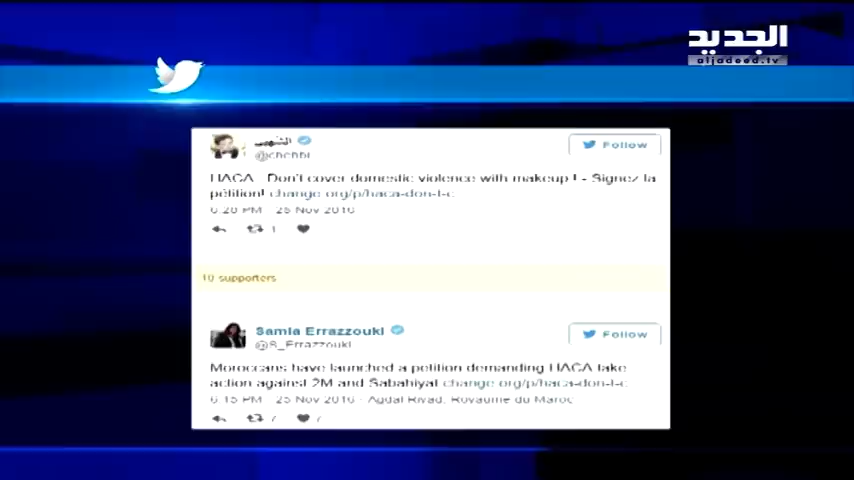 الجديد
aljadeed.tv
Follow
@chehbi
HACA - Don't cover domestic violence with makeup ! - Signez la
pétition! change.org/p/haca-don-t-c
6:20 PM - 25 Nov 2016
1
10 supporters
Samia Errazzouki
Follow
@S_Errazzouki
Moroccans have launched a petition demanding HACA take
action against 2M and Sabahiyat change.org/p/haca-don-t-c
6:15 PM - 25 Nov 2016 - Agdal Riyad, Royaume du Maroc
7 7